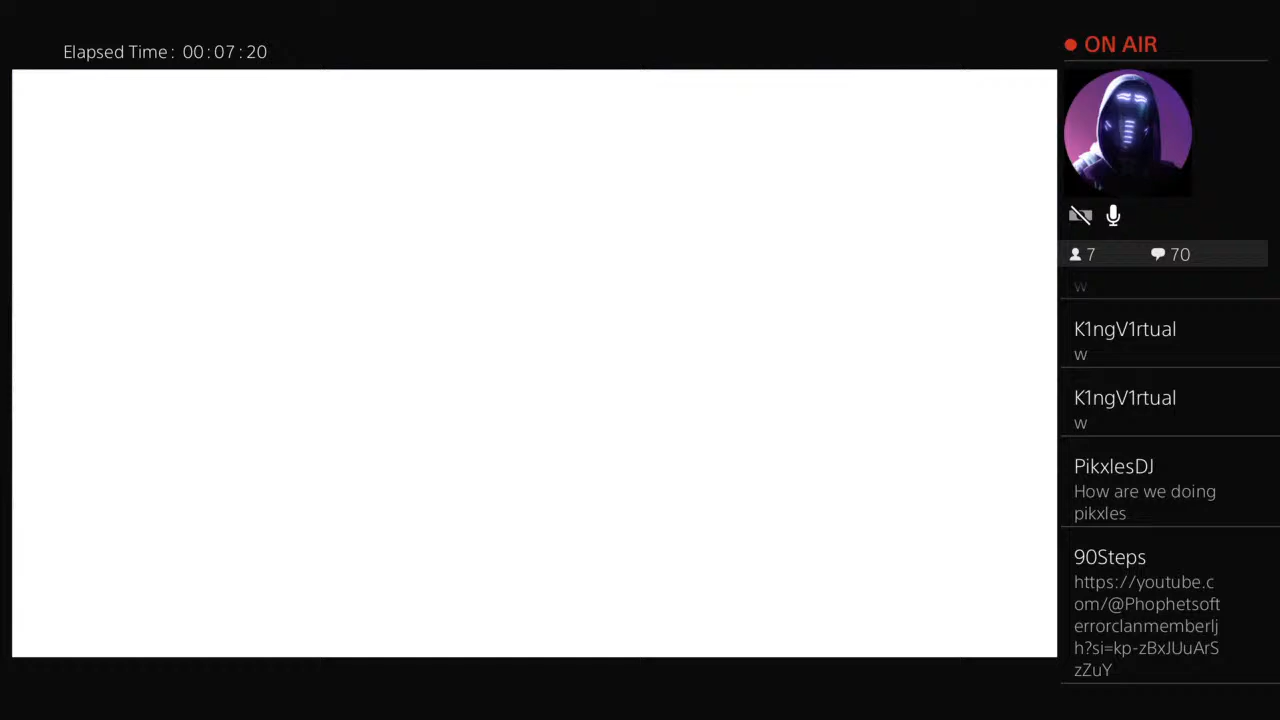 Elapsed Time: 00:07:20
ON AIR
7 70
w
K1ngV1rtual
w
K1ngV1rtual
w
PikxlesDJ
How are we doing
pikxles
90Steps
https://youtube.c
om/@Phophetsoft
errorclanmemberlj
h?si=kp-zBxJUuArS
zZuY